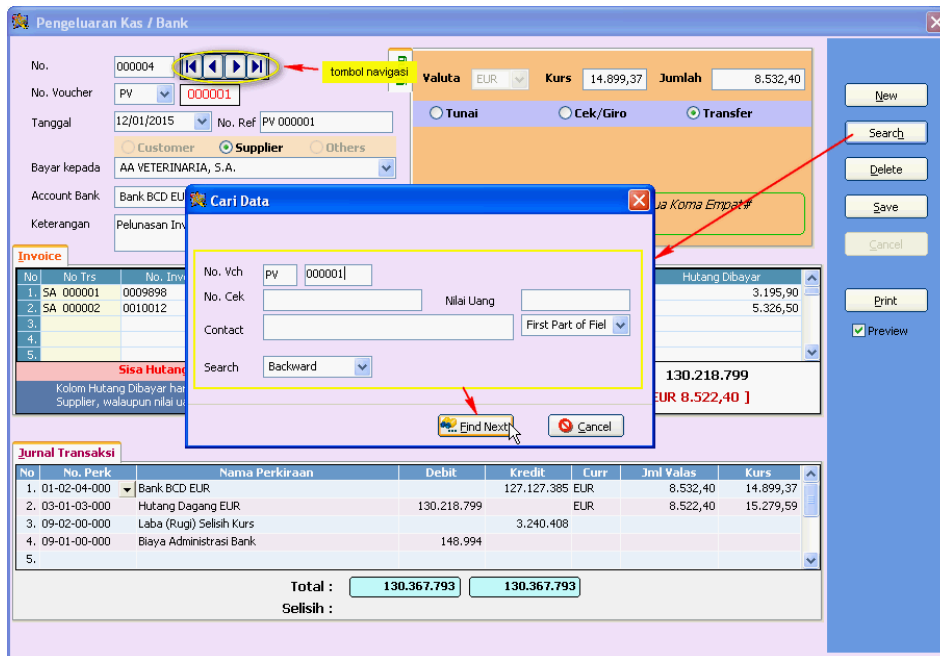 Pengeluaran Kas / Bank
No. 000004 tombol navigasi
Valuta EUR Kurs 14.899,37 Jumlah 8.532,40
No. Voucher PV 000001
Tunai Cek/Giro Transfer
Tanggal 12/01/2015 No. Ref PV 000001
Customer Supplier Others
Bayar kepada AA VETERINARIA, S.A.
Account Bank Bank BCD EU
Keterangan Pelunasan Inv
Koma Empat#
New
Search
Delete
Save
Cancel
Print
Preview
Cari Data
No. Vch PV 000001
No. Cek Nilai Uang
Contact First Part of Fiel
Search Backward
Find Next Cancel
Invoice
No No Trs No. Inv Hutang Dibayar
1. SA 000001 0009898 3.195,90
2. SA 000002 0010012 5.326,50
3.
4.
5.
Sisa Hutang 130.218.799
Kolom Hutang Dibayar har
Supplier, walaupun nilai ua
EUR 8.522,40 ]
Jurnal Transaksi
No No. Perk Nama Perkiraan Debit Kredit Curr Jml Valas Kurs
1. 01-02-04-000 Bank BCD EUR 127.127.385 EUR 8.532,40 14.899,37
2. 03-01-03-000 Hutang Dagang EUR 130.218.799 EUR 8.522,40 15.279,59
3. 09-02-00-000 Laba (Rugi) Selisih Kurs 3.240.408
4. 09-01-00-000 Biaya Administrasi Bank 148.994
5.
Total : 130.367.793 130.367.793
Selisih :